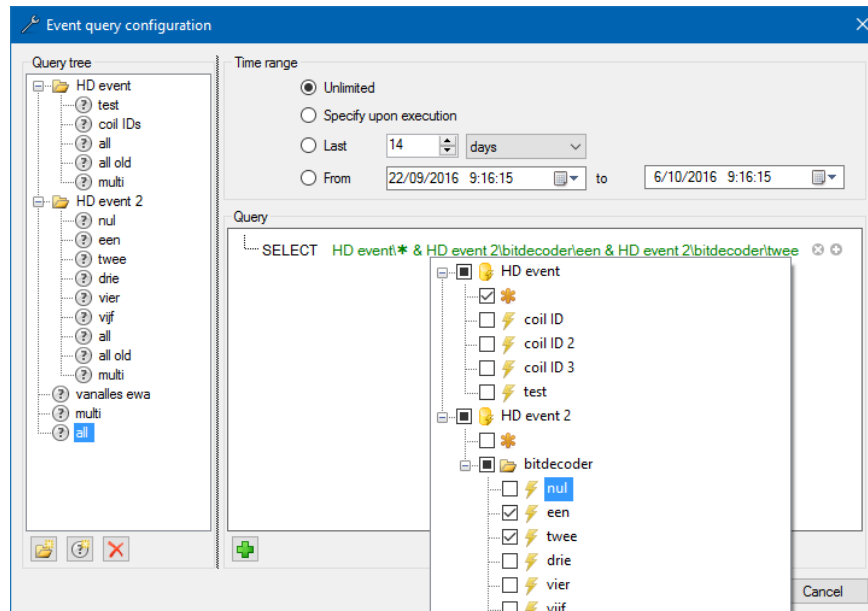 Event query configuration
Query tree
HD event
test
coil IDs
all
all old
multi
HD event 2
nul
een
twee
drie
vier
vijf
all
all old
multi
vanalles ewa
multi
all
Time range
Unlimited
Specify upon execution
Last 14 days
From 22/09/2016 9:16:15 to 6/10/2016 9:16:15
Query
SELECT HD event\* & HD event 2\bitdecoder\een & HD event 2\bitdecoder\twee
HD event
coil ID
coil ID 2
coil ID 3
test
HD event 2
bitdecoder
nul
een
twee
drie
vier
vijf
Cancel